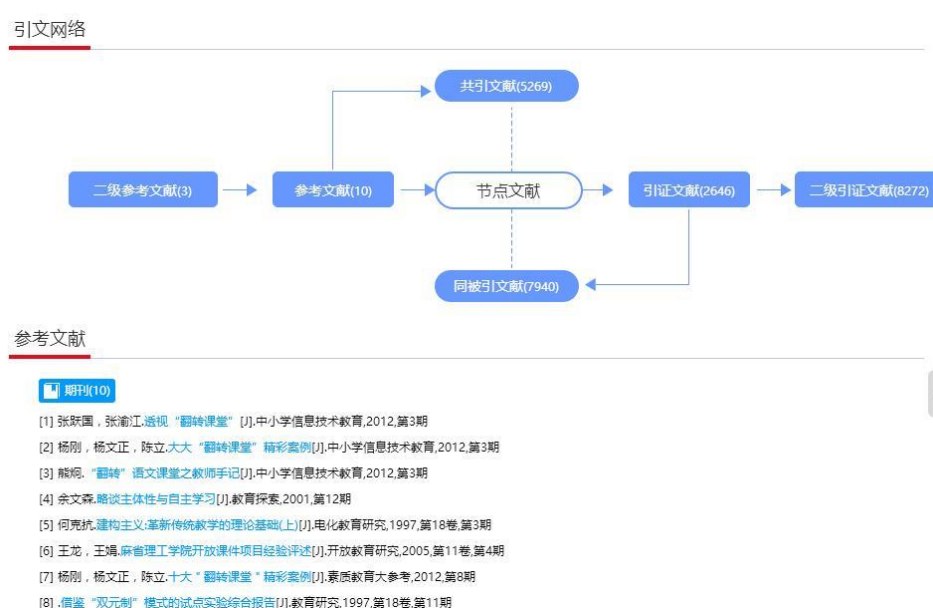 引文网络
共引文献(5269)
二级参考文献(3)
参考文献(10)
节点文献
引证文献(2646)
二级引证文献(8272)
同被引文献(7940)
参考文献
期刊(10)
[1] 张跃国，张渝江.透视“翻转课堂”[J].中小学信息技术教育,2012,第3期
[2] 杨刚，杨文正，陈立.大大“翻转课堂”精彩案例[J].中小学信息技术教育,2012,第3期
[3] 熊炯.“翻转”语文课堂之教师手记[J].中小学信息技术教育,2012,第3期
[4] 余文森.略谈主体性与自主学习[J].教育探索,2001,第12期
[5] 何克抗.建构主义:革新传统教学的理论基础(上)[J].电化教育研究,1997,第18卷,第3期
[6] 王龙，王娟.麻省理工学院开放课件项目经验评述[J].开放教育研究,2005,第11卷,第4期
[7] 杨刚，杨文正，陈立.十大＂翻转课堂＂精彩案例[J].素质教育大参考,2012,第8期
[8] .借鉴“双元制”模式的试点实验综合报告[J].教育研究,1997,第18卷,第11期